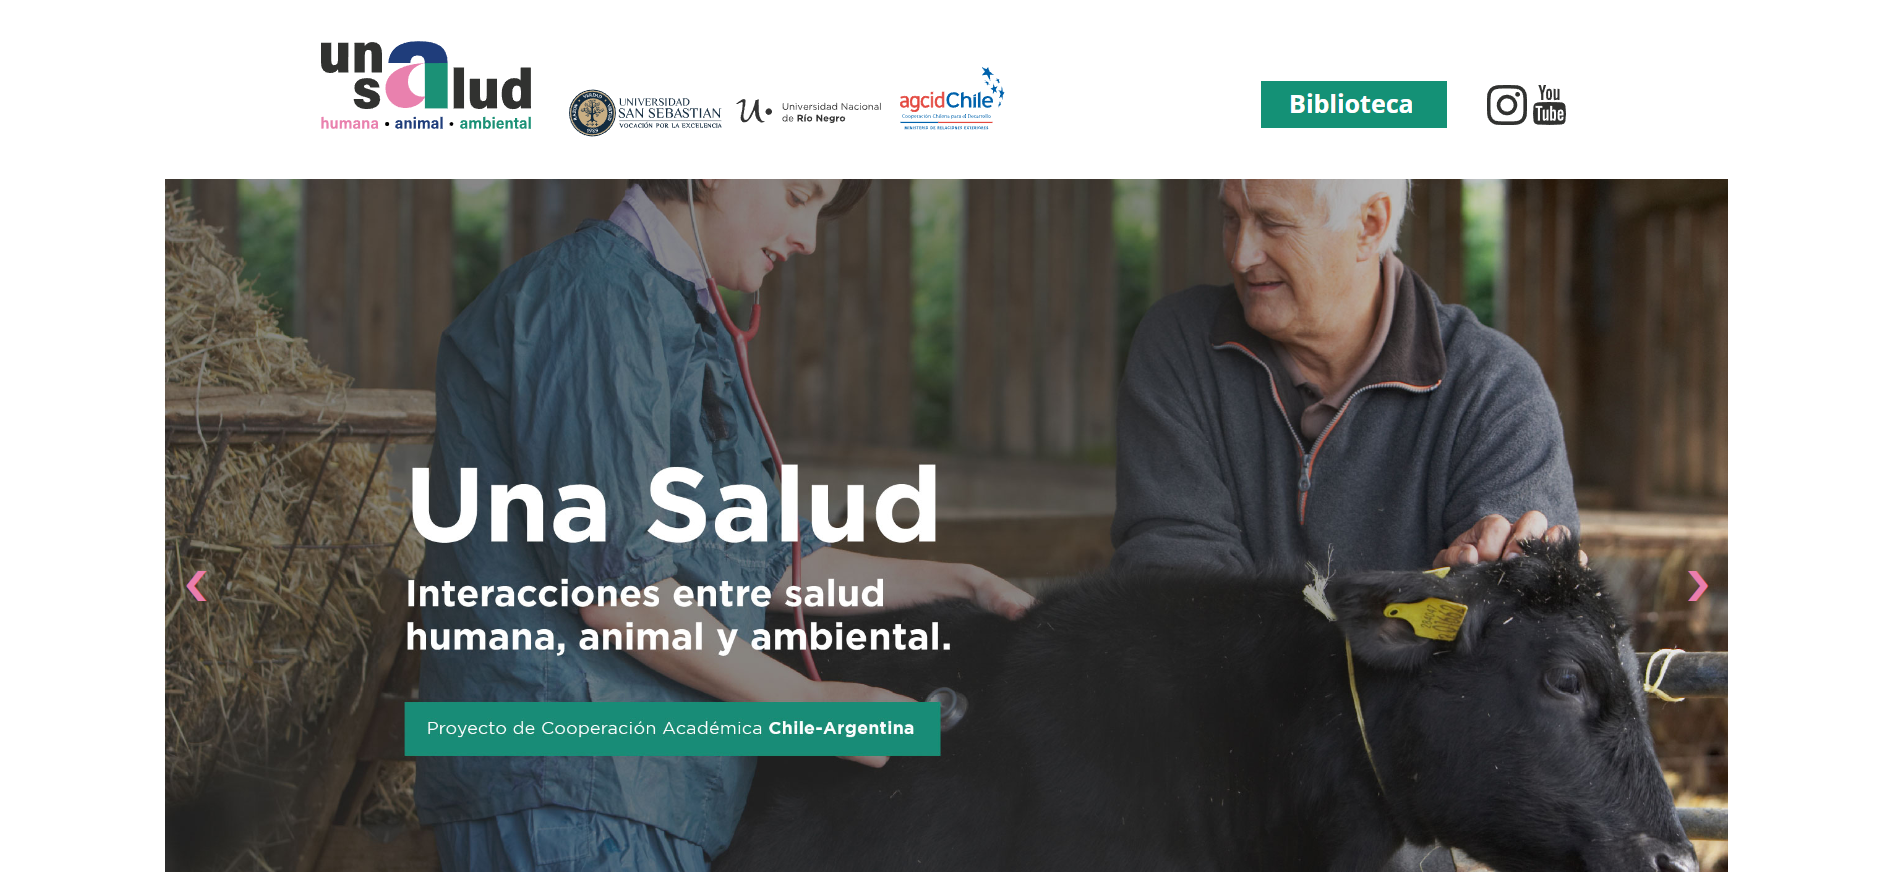 una
salud
humana • animal • ambiental
UNIVERSIDAD
SAN SEBASTIAN
VOCACIÓN POR LA EXCELENCIA
Universidad Nacional
de Río Negro
agcidChile
Cooperación Chilena para el Desarrollo
MINISTERIO DE RELACIONES EXTERIORES
Biblioteca
You
Tube
Una Salud
Interacciones entre salud
humana, animal y ambiental.
Proyecto de Cooperación Académica Chile-Argentina